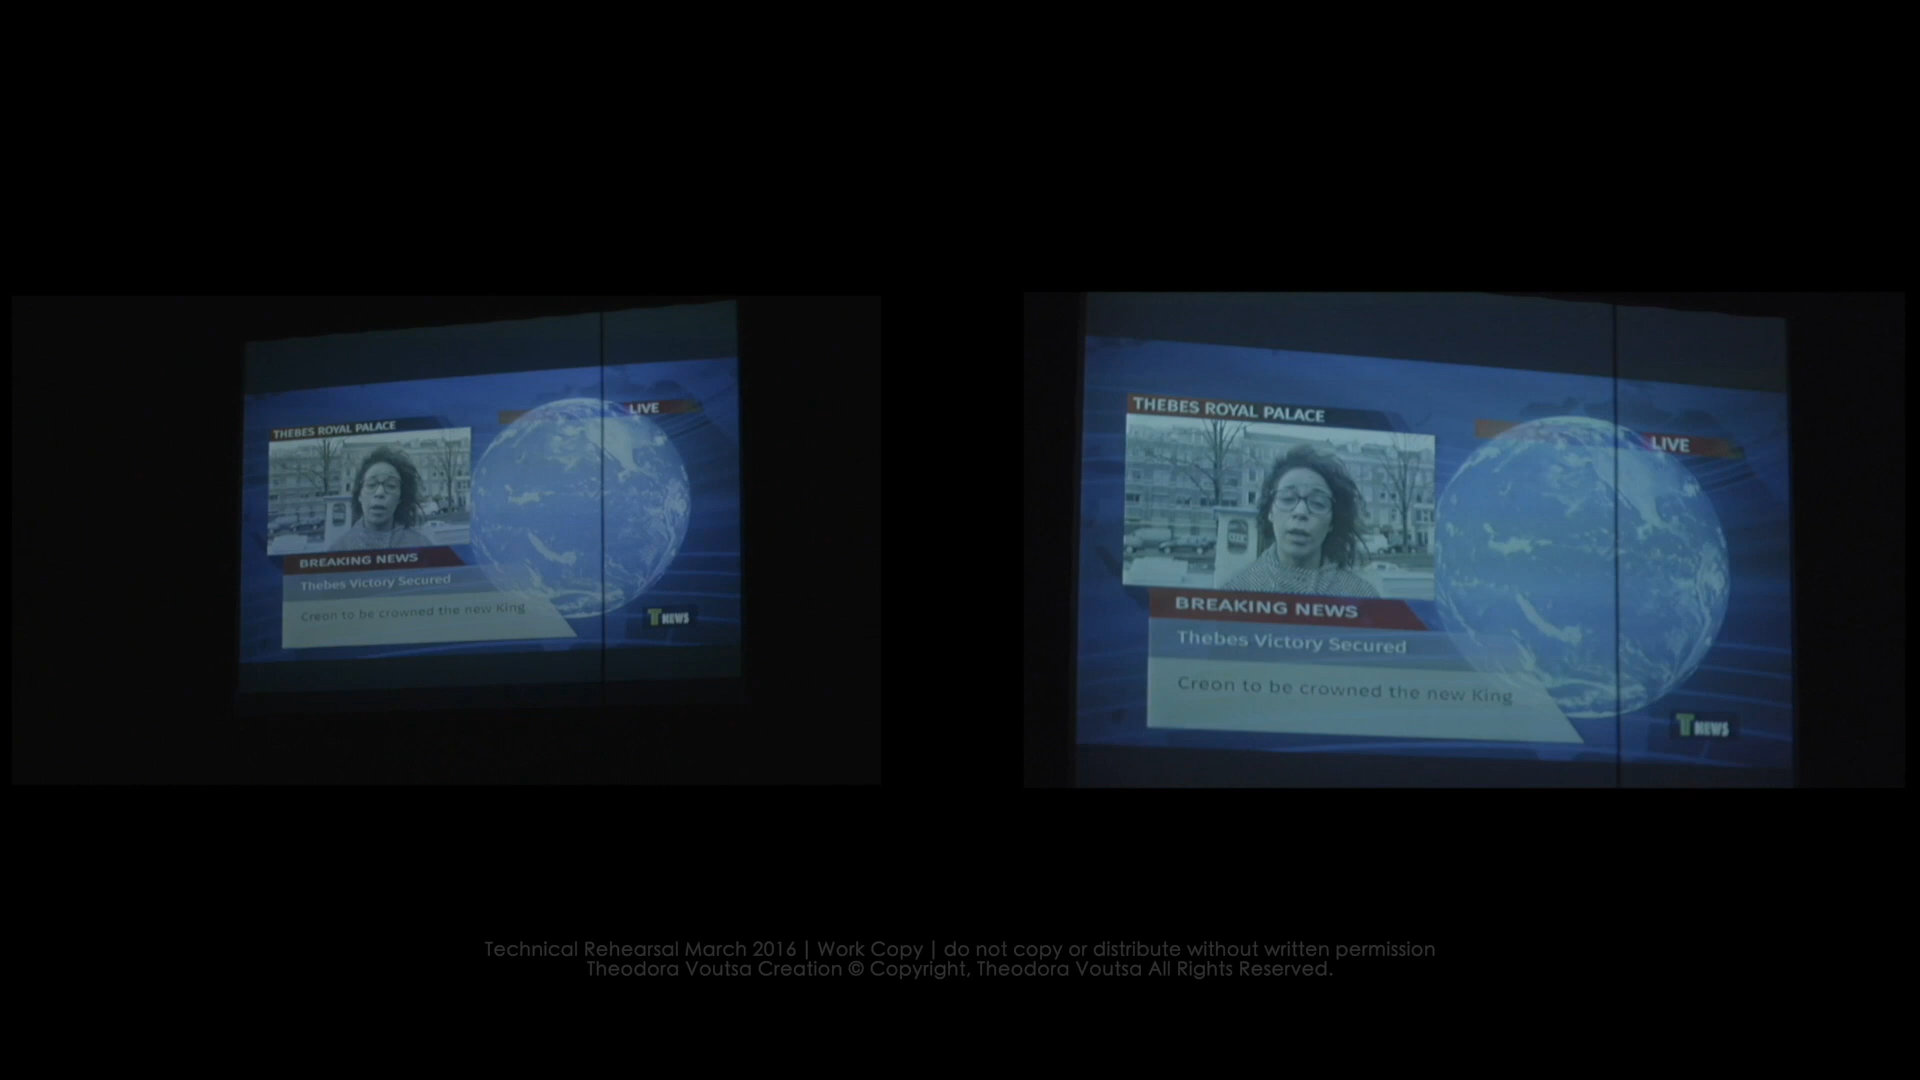 THEBES ROYAL PALACE
LIVE
BREAKING NEWS
Thebes Victory Secured
Creon to be crowned the new King
T NEWS
THEBES ROYAL PALACE
LIVE
BREAKING NEWS
Thebes Victory Secured
Creon to be crowned the new King
T NEWS
Technical Rehearsal March 2016 | Work Copy | do not copy or distribute without written permission
Theodora Voutsa Creation © Copyright, Theodora Voutsa All Rights Reserved.